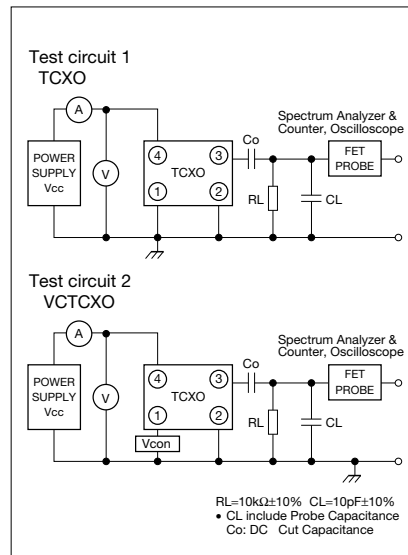 Test circuit 1
TCXO
A
Spectrum Analyzer &
Counter, Oscilloscope
Co
POWER
SUPPLY
Vcc
V
4
3
TCXO
1
2
FET
PROBE
RL
CL
Test circuit 2
VCTCXO
A
Spectrum Analyzer &
Counter, Oscilloscope
Co
POWER
SUPPLY
Vcc
V
4
3
TCXO
1
2
FET
PROBE
Vcon
RL
CL
RL=10kΩ±10% CL=10pF±10%
• CL include Probe Capacitance
Co: DC Cut Capacitance